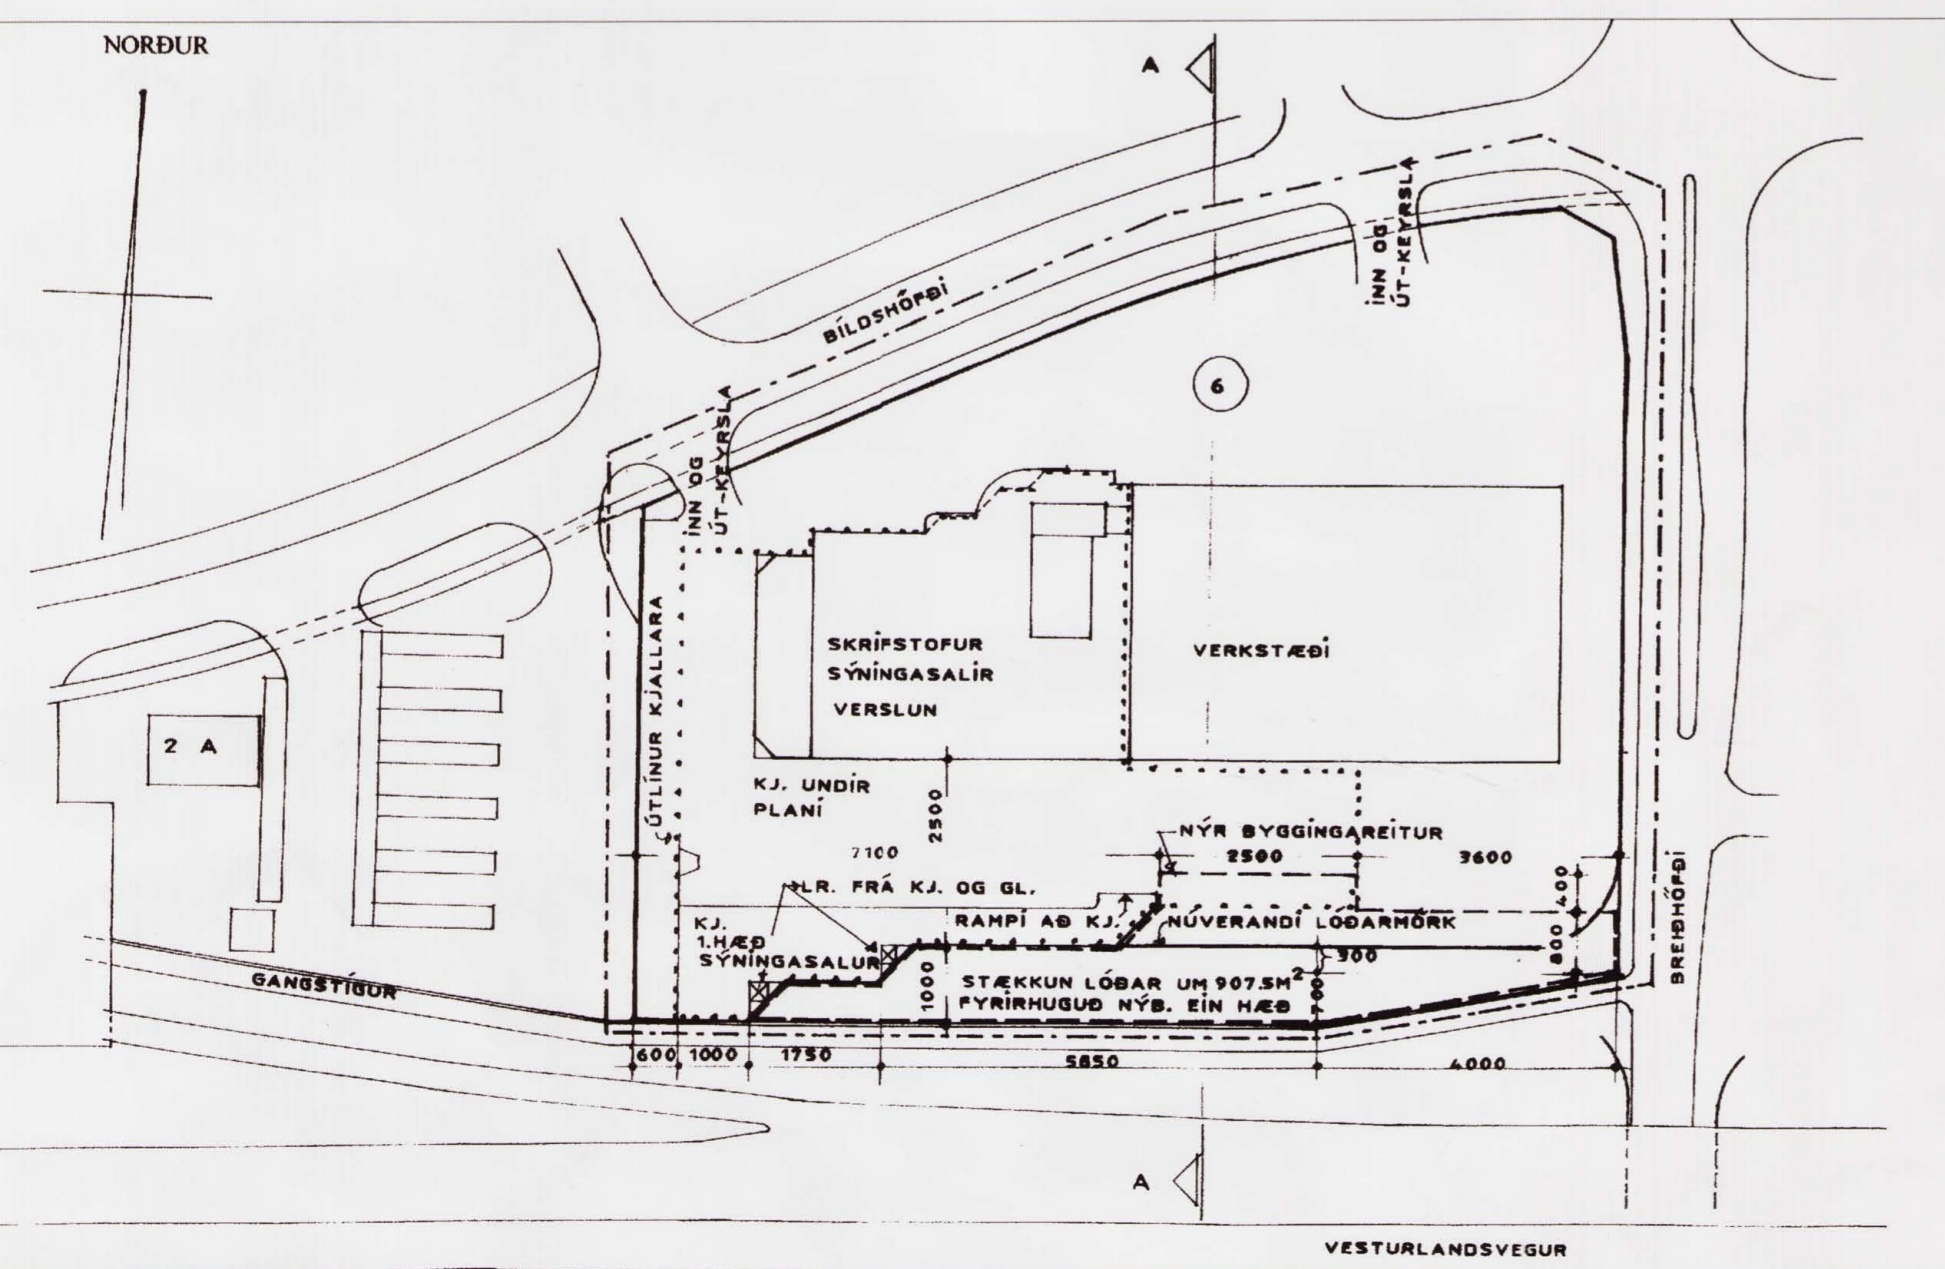 NORÐUR
A
BÍLDSHÖFÐI
INN OG
ÚT-KEYRSLA
6
INN OG
ÚT-KEYRSLA
ÚTLÍNUR KJALLARA
SKRIFSTOFUR
SÝNINGASALIR
VERSLUN
VERKSTÆÐI
2 A
KJ. UNDIR
PLANI
2500
NÝR BYGGINGAREITUR
7100
2500
3600
400
LR. FRÁ KJ. OG GL.
KJ.
1.HÆÐ
SÝNINGASALUR
RAMPI AÐ KJ.
NÚVERANDI LÓÐARMÖRK
800
BREIÐHÖFÐI
GANGSTÍGUR
1000
STÆKKUN LÓÐAR UM 907.5M²
FYRIRHUGUÐ NÝB. EIN HÆÐ
300
600
1000
1750
5850
4000
A
VESTURLANDSVEGUR